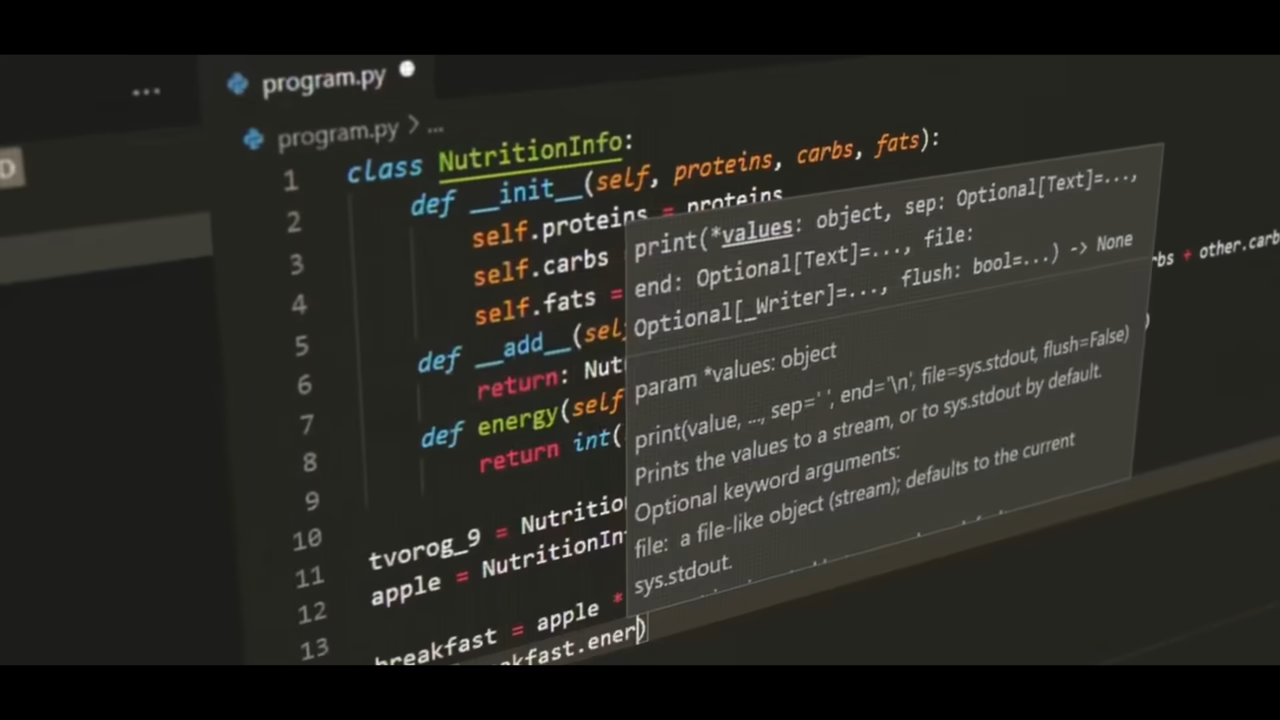 ...
program.py
D
program.py > ...
1 class NutritionInfo:
2 def __init__(self, proteins, carbs, fats):
3 self.proteins = proteins
4 self.carbs
5 self.fats =
6 def __add__(sel
7 return: Nut rbs + other.carb
8 def energy(self
9 return int( )
10
11 tvorog_9 = Nutritio
12 apple = NutritionIn
13
breakfast = apple *
kfast.ener)
print(*values: object, sep: Optional[Text]=...,
end: Optional[Text]=..., file:
Optional[_Writer]=..., flush: bool=...) -> None
param *values: object
print(value, ..., sep=' ', end='\n', file=sys.stdout, flush=False)
Prints the values to a stream, or to sys.stdout by default.
Optional keyword arguments:
file: a file-like object (stream); defaults to the current
sys.stdout.